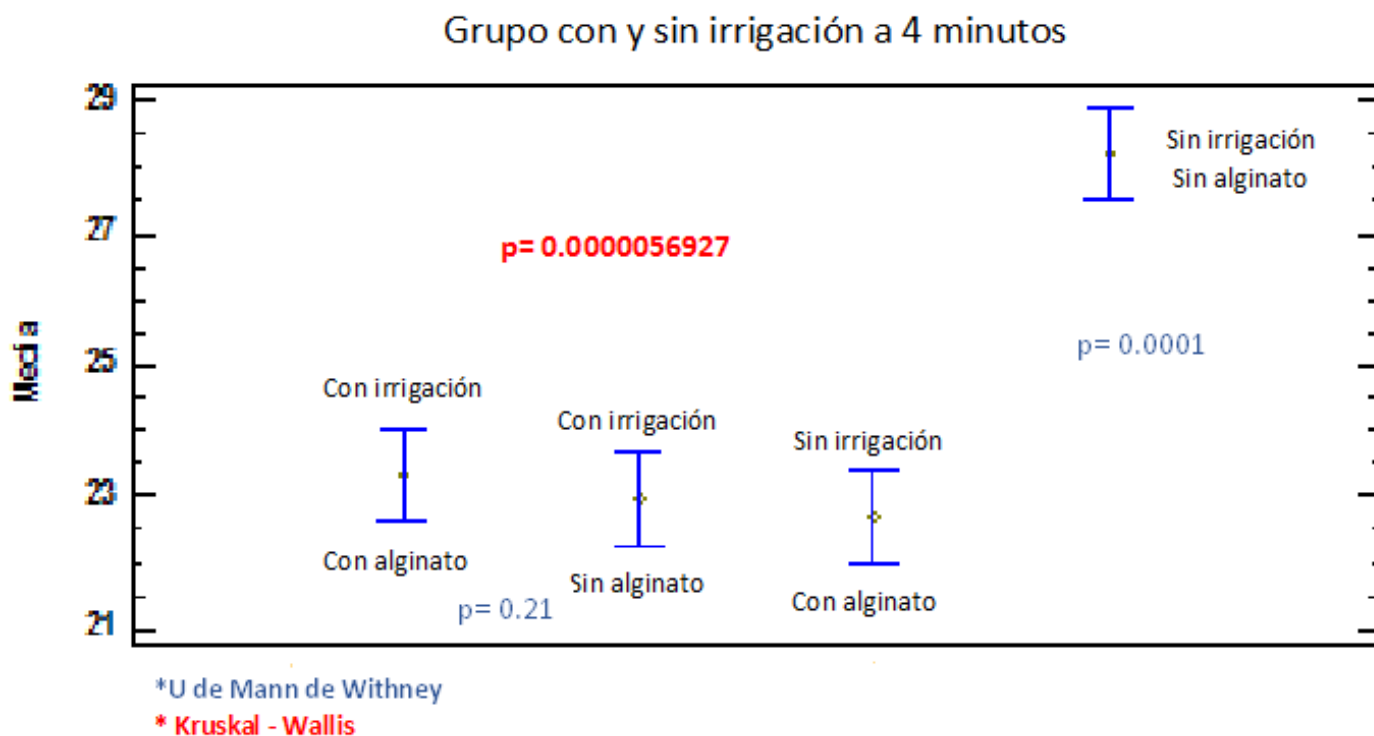 Grupo con y sin irrigación a 4 minutos
29
Sin irrigación
Sin alginato
27
p= 0.0000056927
Media
p= 0.0001
25
Con irrigación
Con irrigación
Sin irrigación
23
Con alginato
Sin alginato
Con alginato
p= 0.21
21
*U de Mann de Withney
* Kruskal - Wallis